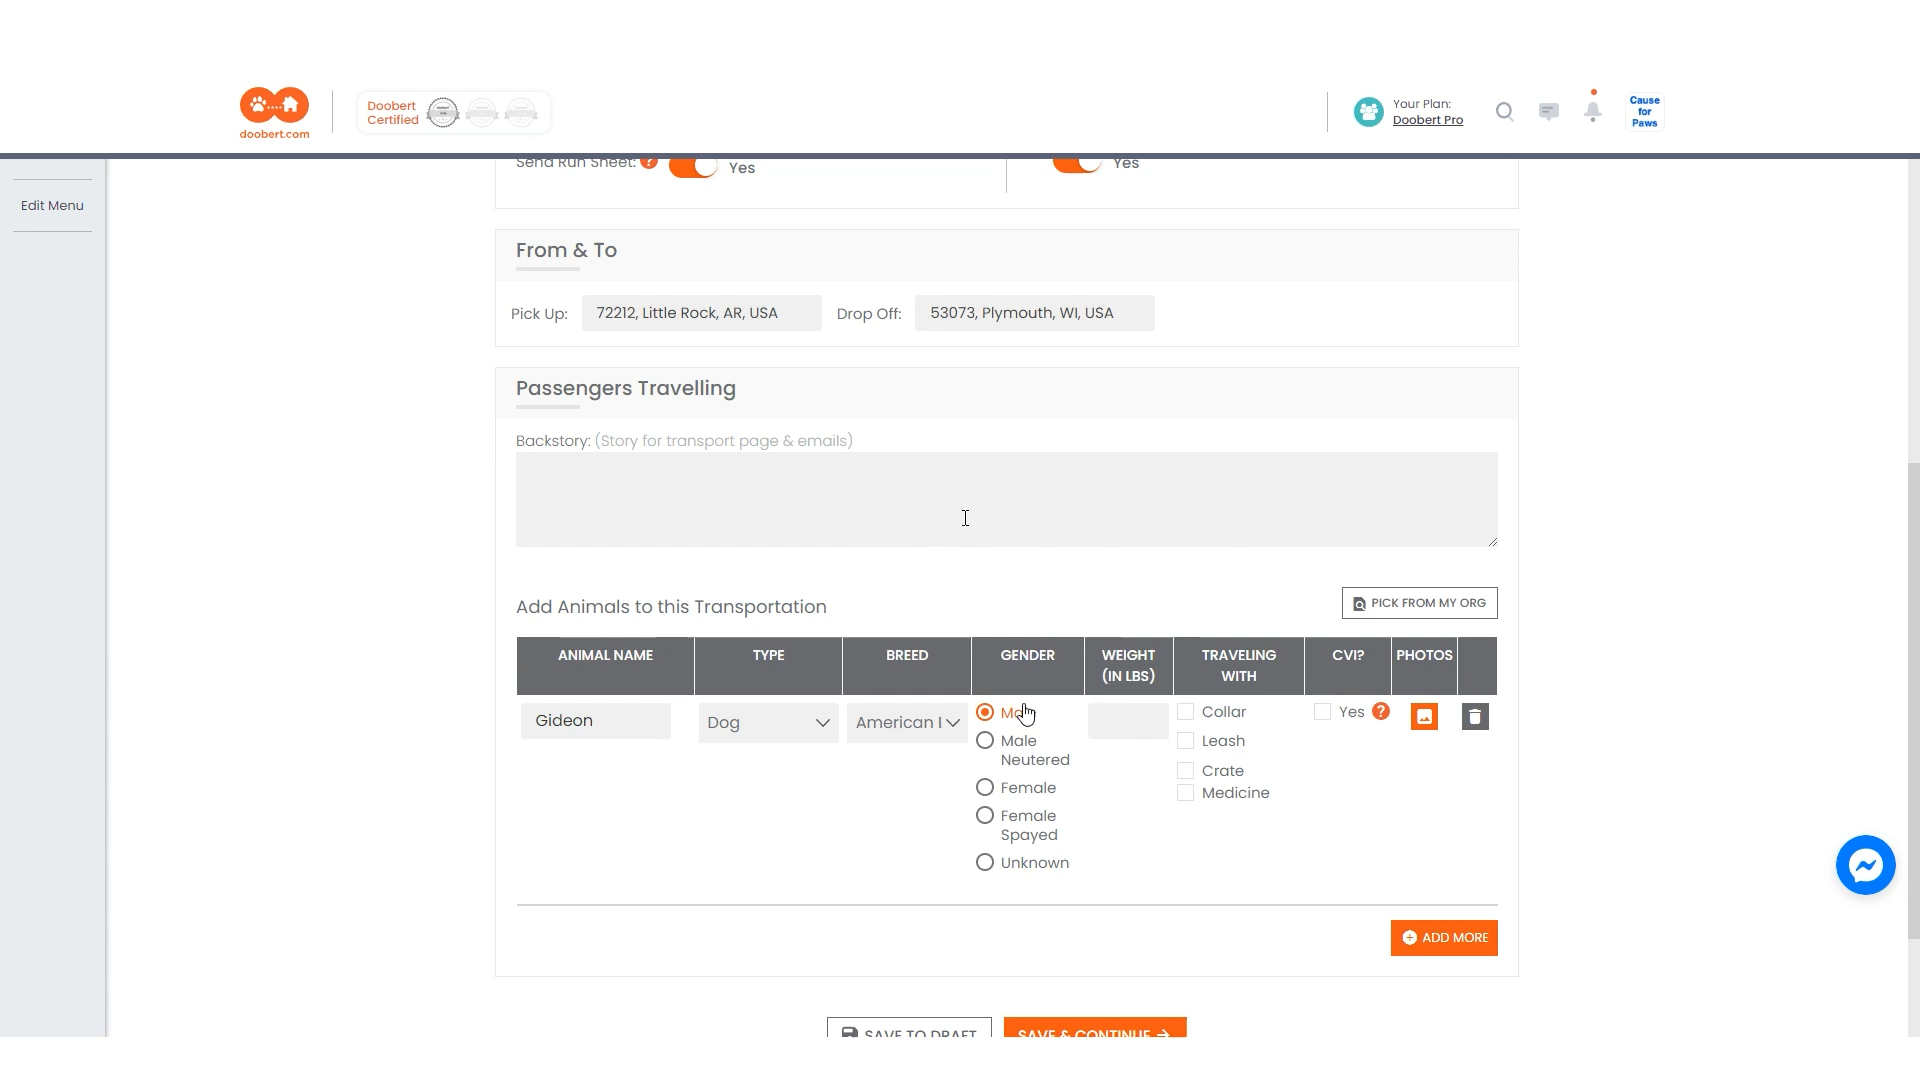 doobert.com
Doobert
Certified
Your Plan:
Doobert Pro
Cause
for
Paws
Edit Menu
Send Run Sheet:
?
Yes
Yes
From & To
Pick Up:
72212, Little Rock, AR, USA
Drop Off:
53073, Plymouth, WI, USA
Passengers Travelling
Backstory: (Story for transport page & emails)
Add Animals to this Transportation
PICK FROM MY ORG
ANIMAL NAME
TYPE
BREED
GENDER
WEIGHT
(IN LBS)
TRAVELING
WITH
CVI?
PHOTOS
Gideon
Dog
American
Male
Neutered
Female
Female
Spayed
Unknown
Collar
Leash
Crate
Medicine
Yes
?
ADD MORE
SAVE TO DRAFT
SAVE & CONTINUE